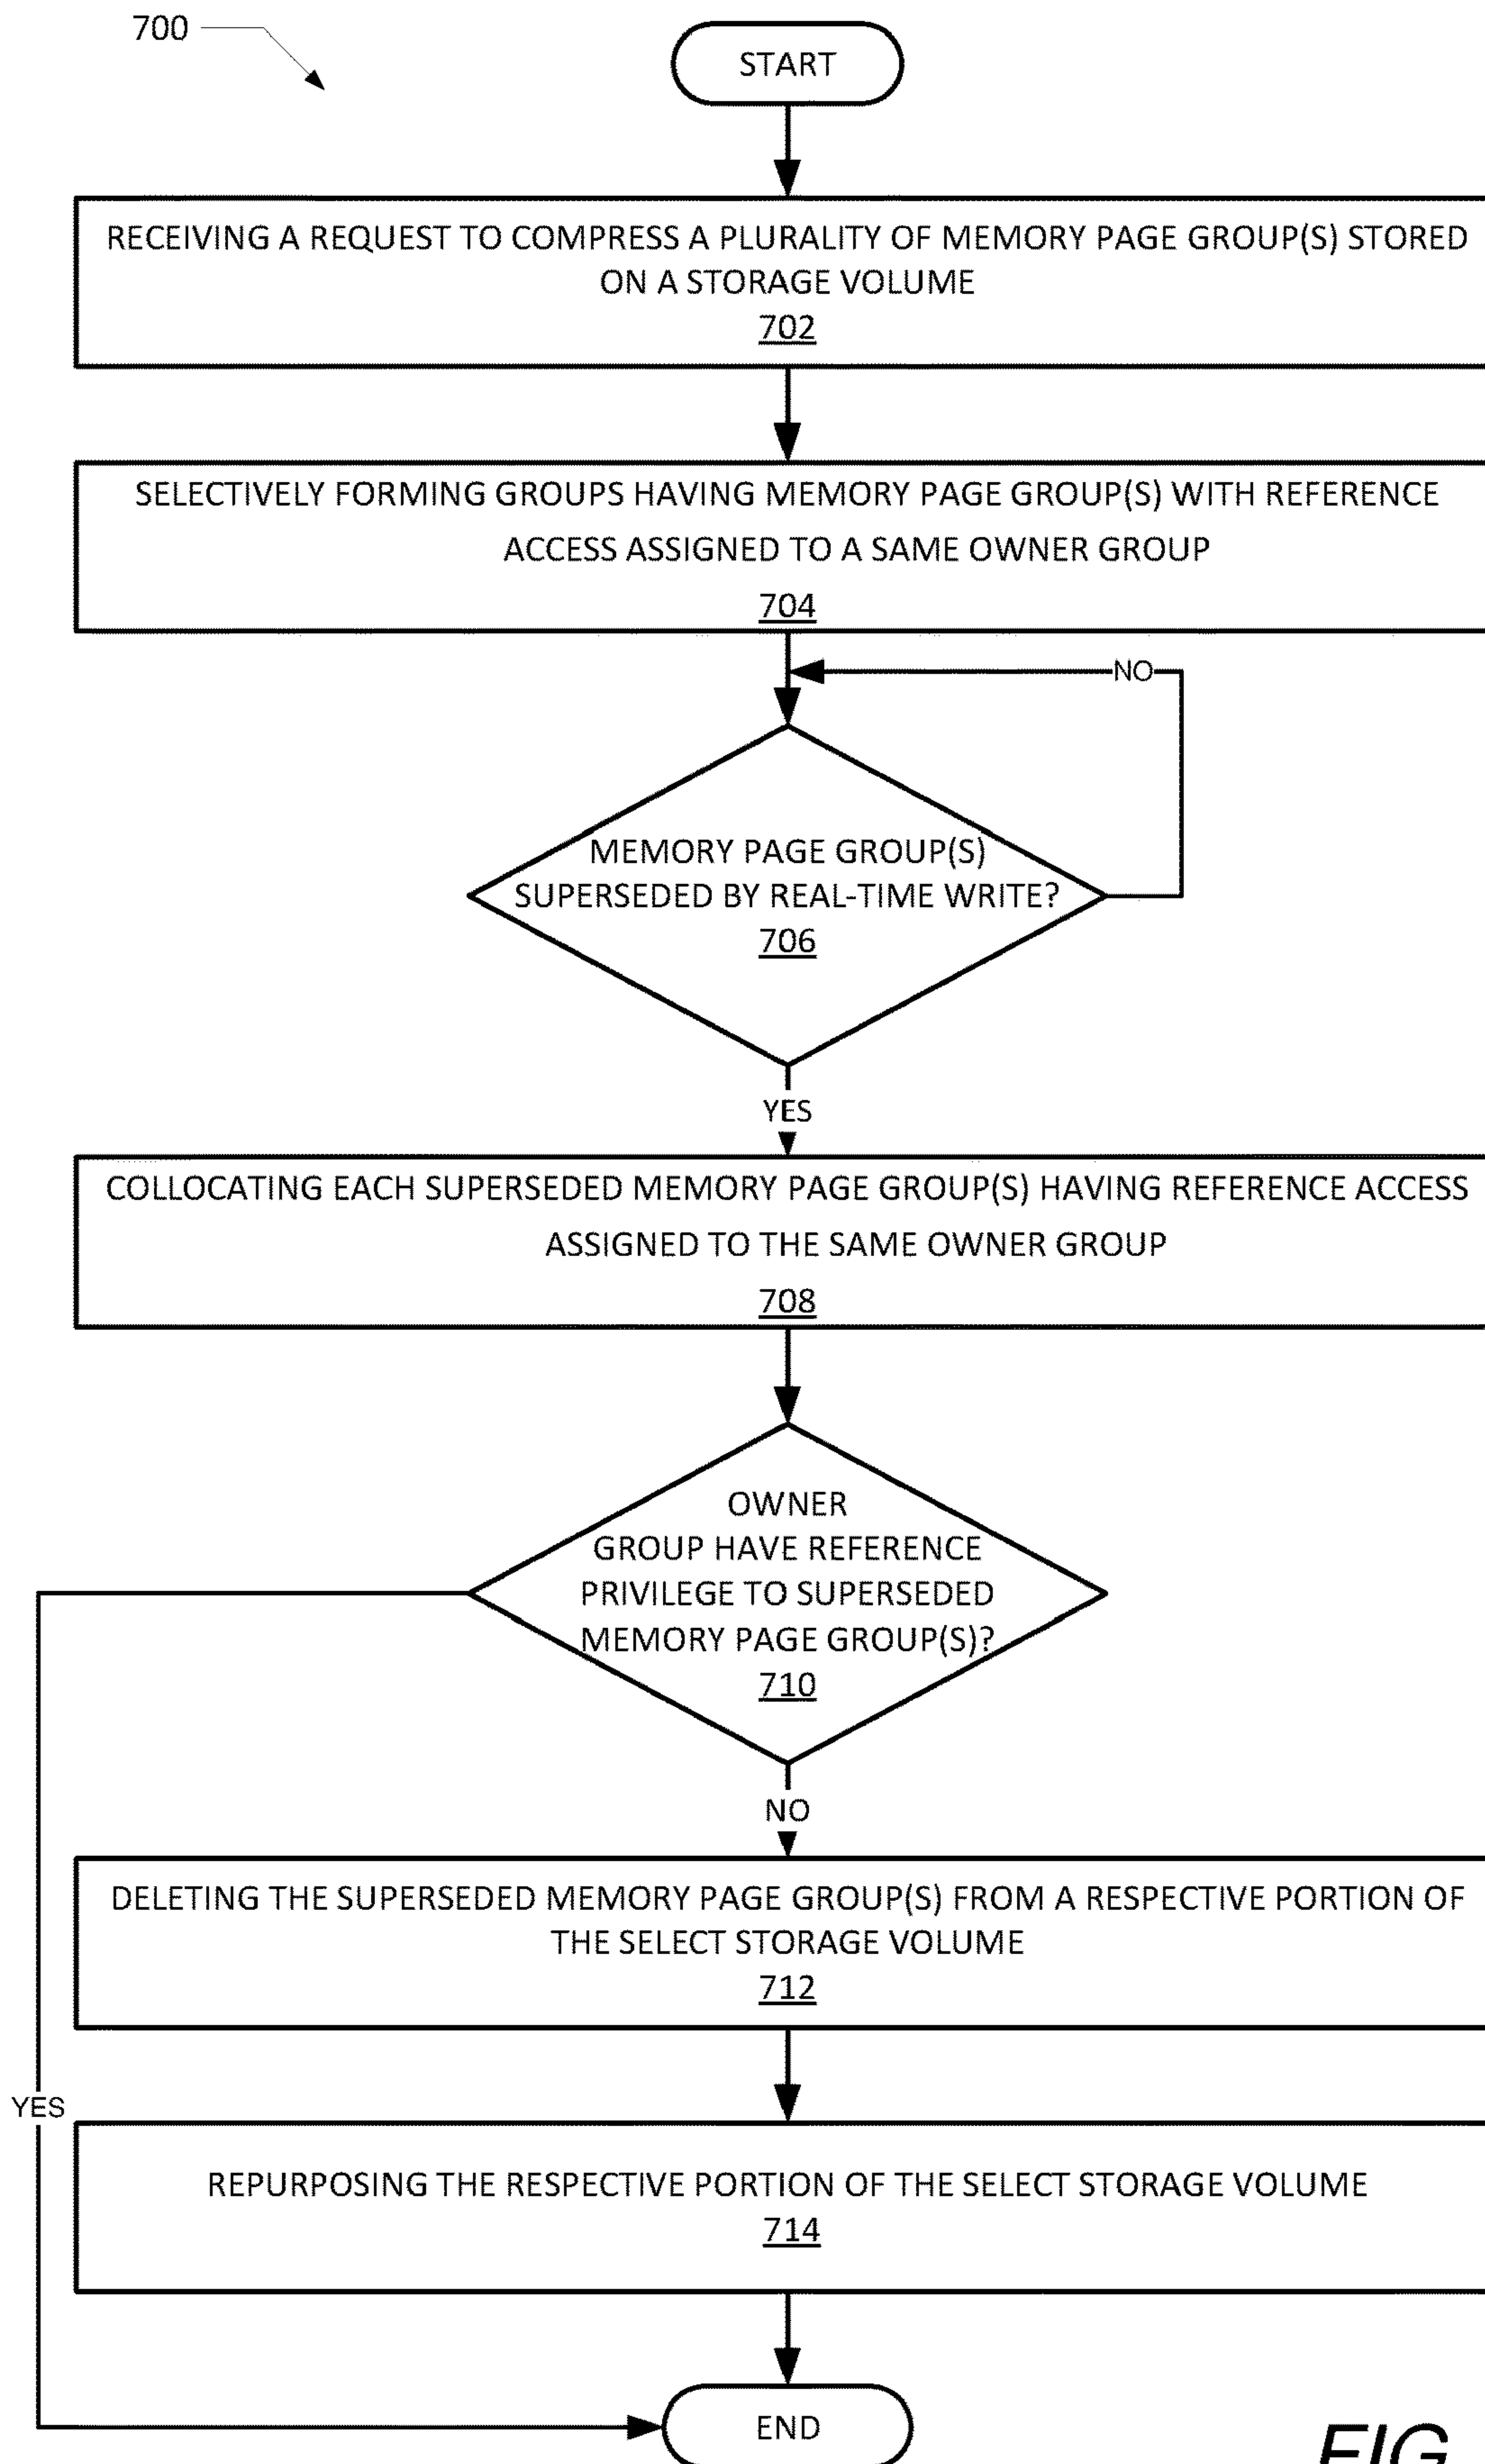 700
START
RECEIVING A REQUEST TO COMPRESS A PLURALITY OF MEMORY PAGE GROUP(S) STORED
ON A STORAGE VOLUME
702
SELECTIVELY FORMING GROUPS HAVING MEMORY PAGE GROUP(S) WITH REFERENCE
ACCESS ASSIGNED TO A SAME OWNER GROUP
704
NO
MEMORY PAGE GROUP(S)
SUPERSEDED BY REAL-TIME WRITE?
706
YES
COLLOCATING EACH SUPERSEDED MEMORY PAGE GROUP(S) HAVING REFERENCE ACCESS
ASSIGNED TO THE SAME OWNER GROUP
708
OWNER
GROUP HAVE REFERENCE
PRIVILEGE TO SUPERSEDED
MEMORY PAGE GROUP(S)?
710
NO
DELETING THE SUPERSEDED MEMORY PAGE GROUP(S) FROM A RESPECTIVE PORTION OF
THE SELECT STORAGE VOLUME
712
YES
REPURPOSING THE RESPECTIVE PORTION OF THE SELECT STORAGE VOLUME
714
END
FIG